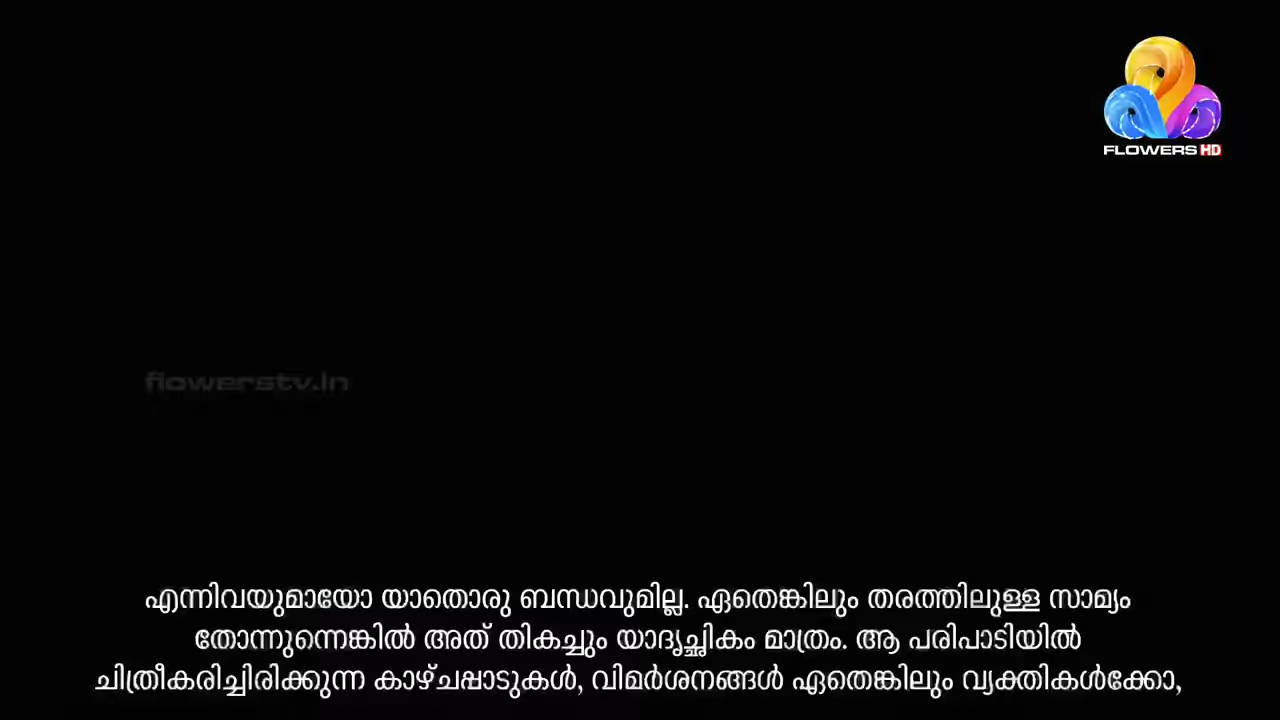 FLOWERS HD
flowerstv.in
എന്നിവയുമായോ യാതൊരു ബന്ധവുമില്ല. ഏതെങ്കിലും തരത്തിലുള്ള സാമ്യം
തോന്നുന്നെങ്കിൽ അത് തികച്ചും യാദൃച്ഛികം മാത്രം. ആ പരിപാടിയിൽ
ചിത്രീകരിച്ചിരിക്കുന്ന കാഴ്ചപ്പാടുകൾ, വിമർശനങ്ങൾ ഏതെങ്കിലും വ്യക്തികൾക്കോ,